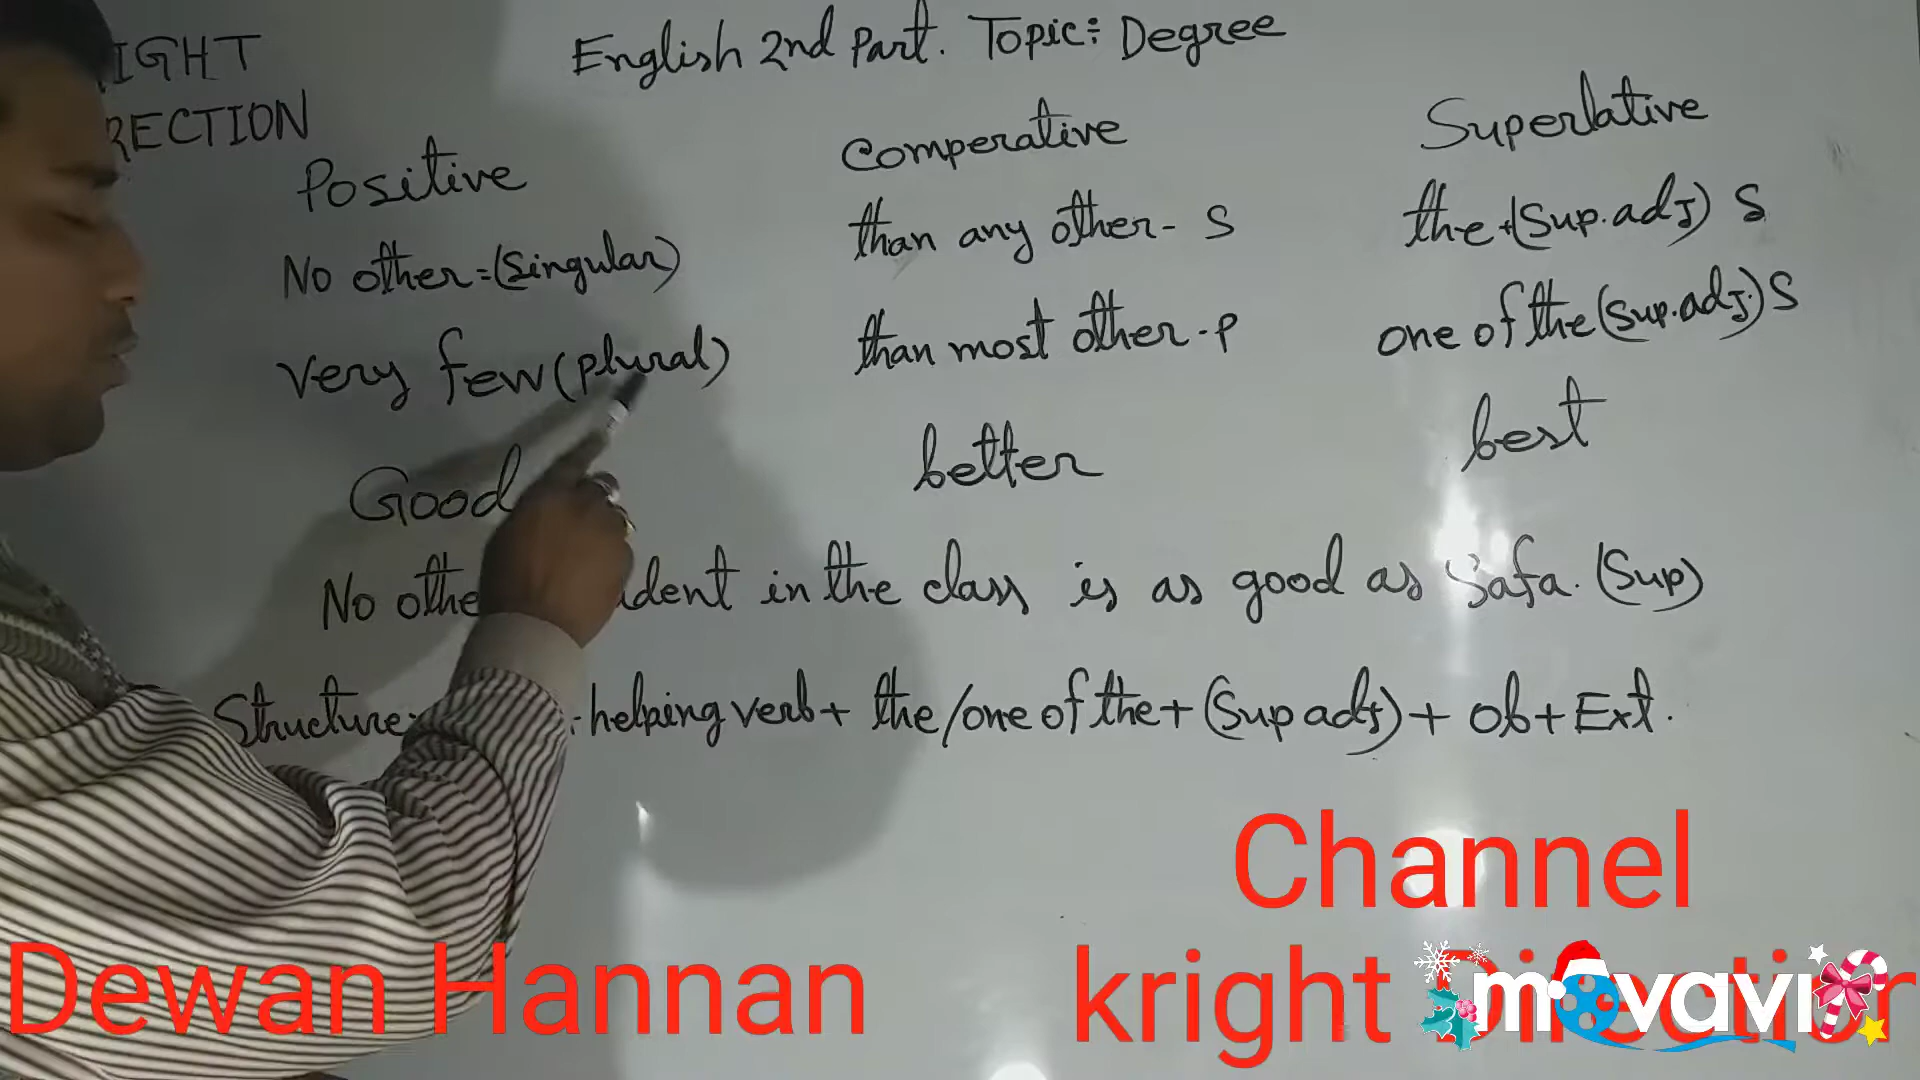 English 2nd Part. Topic: Degree
IGHT
RECTION
Positive Comperative Superlative
No other=(Singular) than any other- S the+(Sup.adj) S
very few(plural) than most other-P one of the(Sup.adj)S
Good better best
No othe dent in the class is as good as Safa. (Sup)
Structure: helping verb+ the/one of the+(Sup adj)+ ob+Ext.
Channel
Dewan Hannan kright Direction
movavi